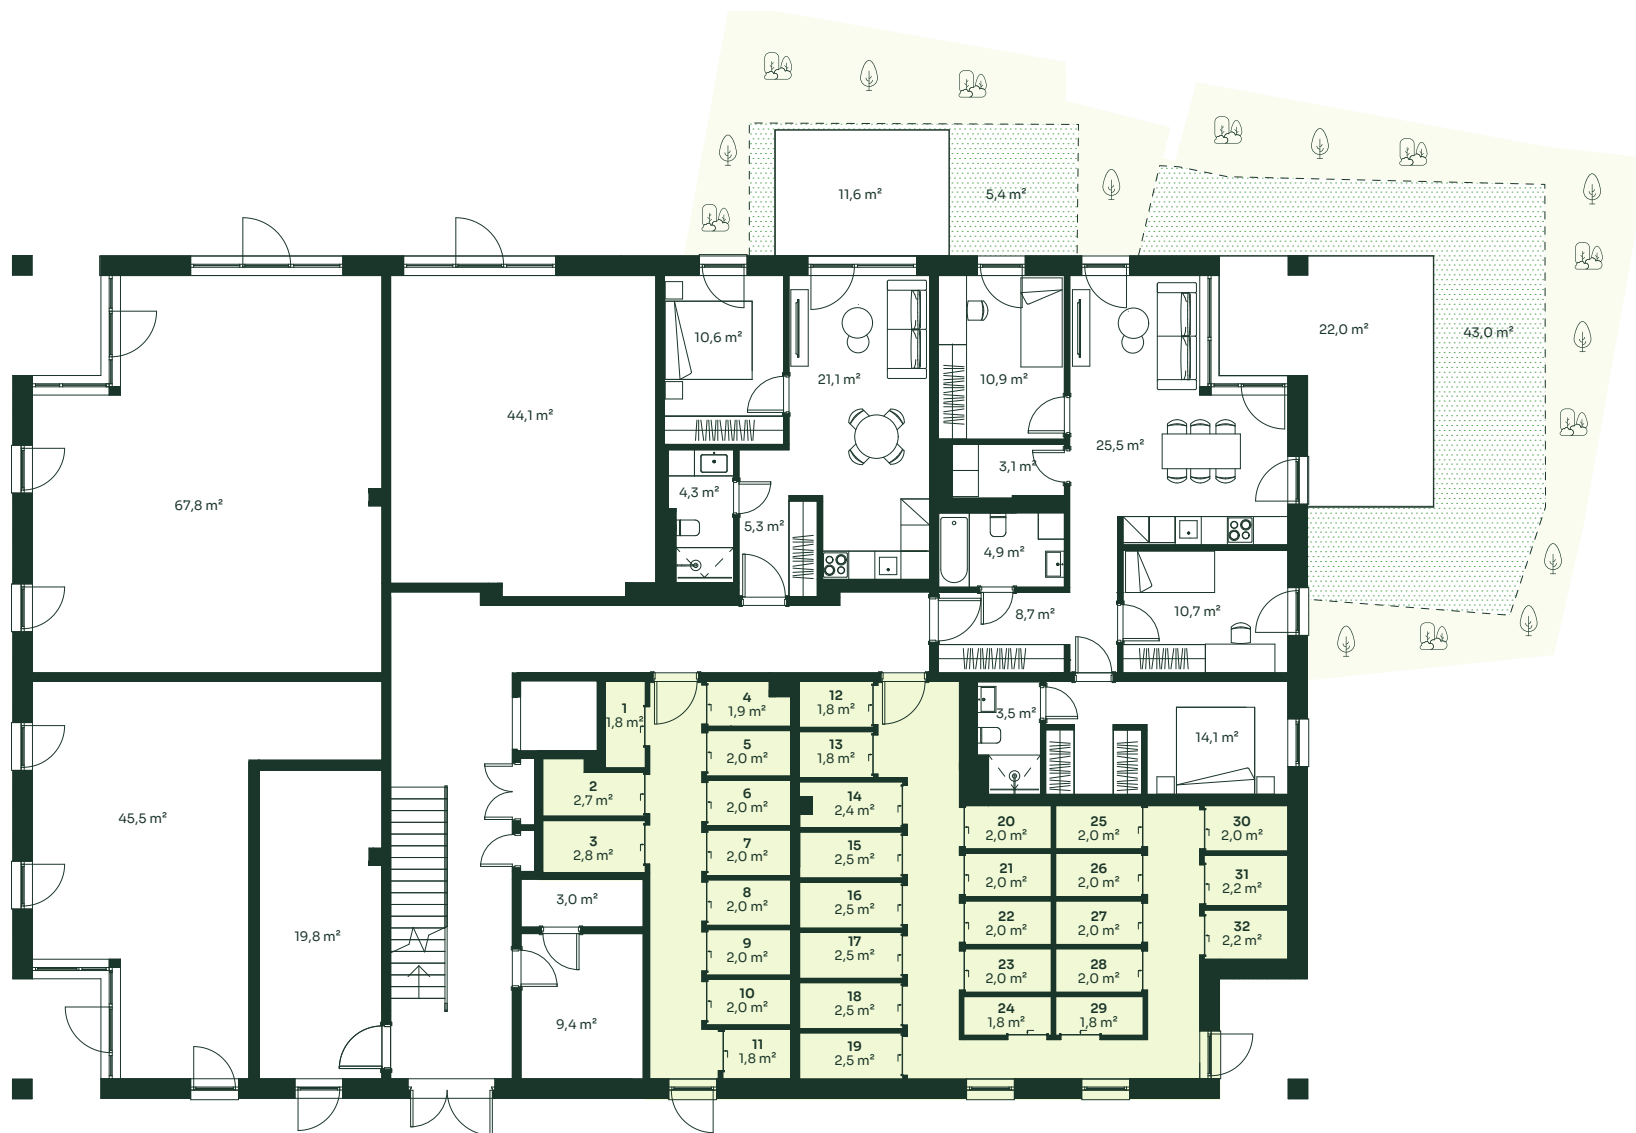 11,6 m²
5,4 m²
22,0 m²
43,0 m²
10,6 m²
21,1 m²
10,9 m²
44,1 m²
25,5 m²
3,1 m²
67,8 m²
4,3 m²
5,3 m²
4,9 m²
8,7 m²
10,7 m²
3,5 m²
14,1 m²
45,5 m²
19,8 m²
3,0 m²
9,4 m²
1
1,8 m²
2
2,7 m²
3
2,8 m²
4
1,9 m²
5
2,0 m²
6
2,0 m²
7
2,0 m²
8
2,0 m²
9
2,0 m²
10
2,0 m²
11
1,8 m²
12
1,8 m²
13
1,8 m²
14
2,4 m²
15
2,5 m²
16
2,5 m²
17
2,5 m²
18
2,5 m²
19
2,5 m²
20
2,0 m²
21
2,0 m²
22
2,0 m²
23
2,0 m²
24
1,8 m²
25
2,0 m²
26
2,0 m²
27
2,0 m²
28
2,0 m²
29
1,8 m²
30
2,0 m²
31
2,2 m²
32
2,2 m²